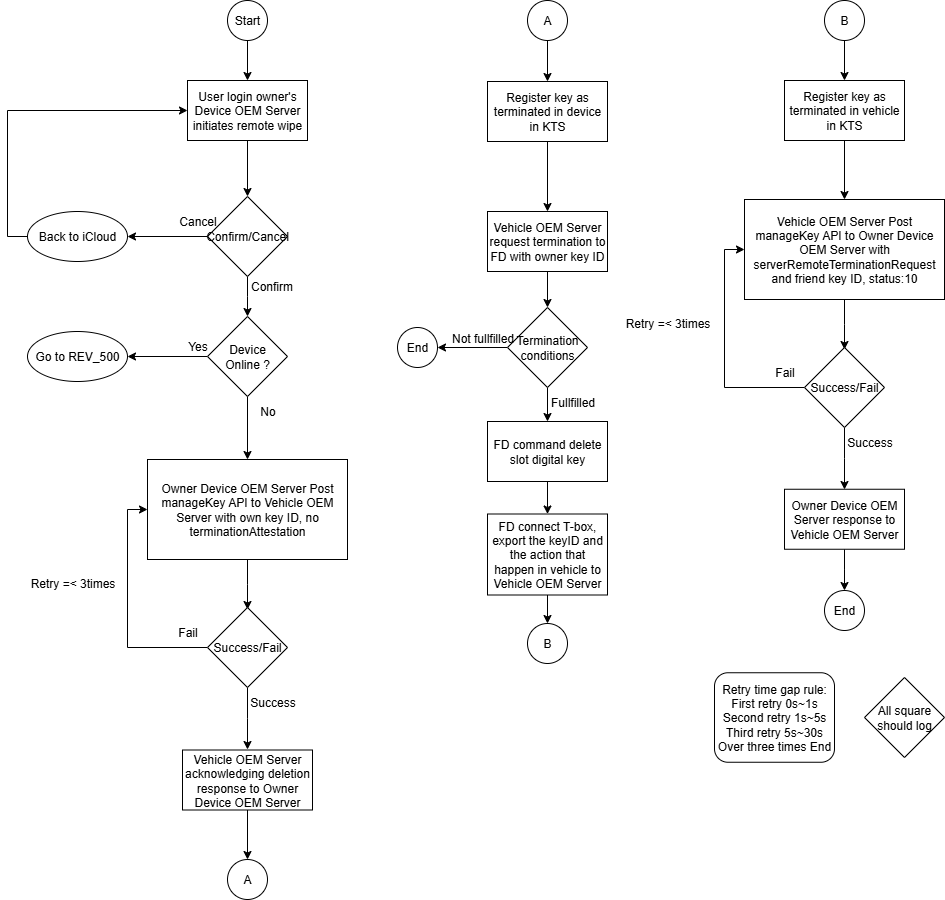 Start
User login owner's
Device OEM Server
initiates remote wipe
Cancel
Confirm/Cancel
Back to iCloud
Confirm
Yes
Device
Online ?
Go to REV_500
No
Owner Device OEM Server Post
manageKey API to Vehicle OEM
Server with own key ID, no
terminationAttestation
Retry =< 3times
Fail
Success/Fail
Success
Vehicle OEM Server
acknowledging deletion
response to Owner
Device OEM Server
A
A
Register key as
terminated in device
in KTS
Vehicle OEM Server
request termination to
FD with owner key ID
End
Not fullfilled
Termination
conditions
Fullfilled
FD command delete
slot digital key
FD connect T-box,
export the keyID and
the action that
happen in vehicle to
Vehicle OEM Server
B
B
Register key as
terminated in vehicle
in KTS
Vehicle OEM Server Post
manageKey API to Owner Device
OEM Server with
serverRemoteTerminationRequest
and friend key ID, status:10
Retry =< 3times
Fail
Success/Fail
Success
Owner Device OEM
Server response to
Vehicle OEM Server
End
Retry time gap rule:
First retry 0s~1s
Second retry 1s~5s
Third retry 5s~30s
Over three times End
All square
should log